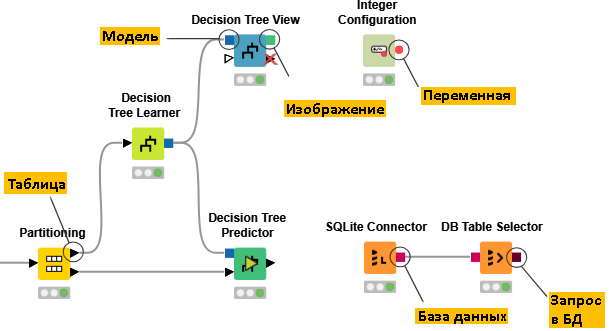 Decision Tree View
Integer
Configuration
Модель
Изображение
Переменная
Decision
Tree Learner
Таблица
Partitioning
Decision Tree
Predictor
SQLite Connector
DB Table Selector
База данных
Запрос
в БД